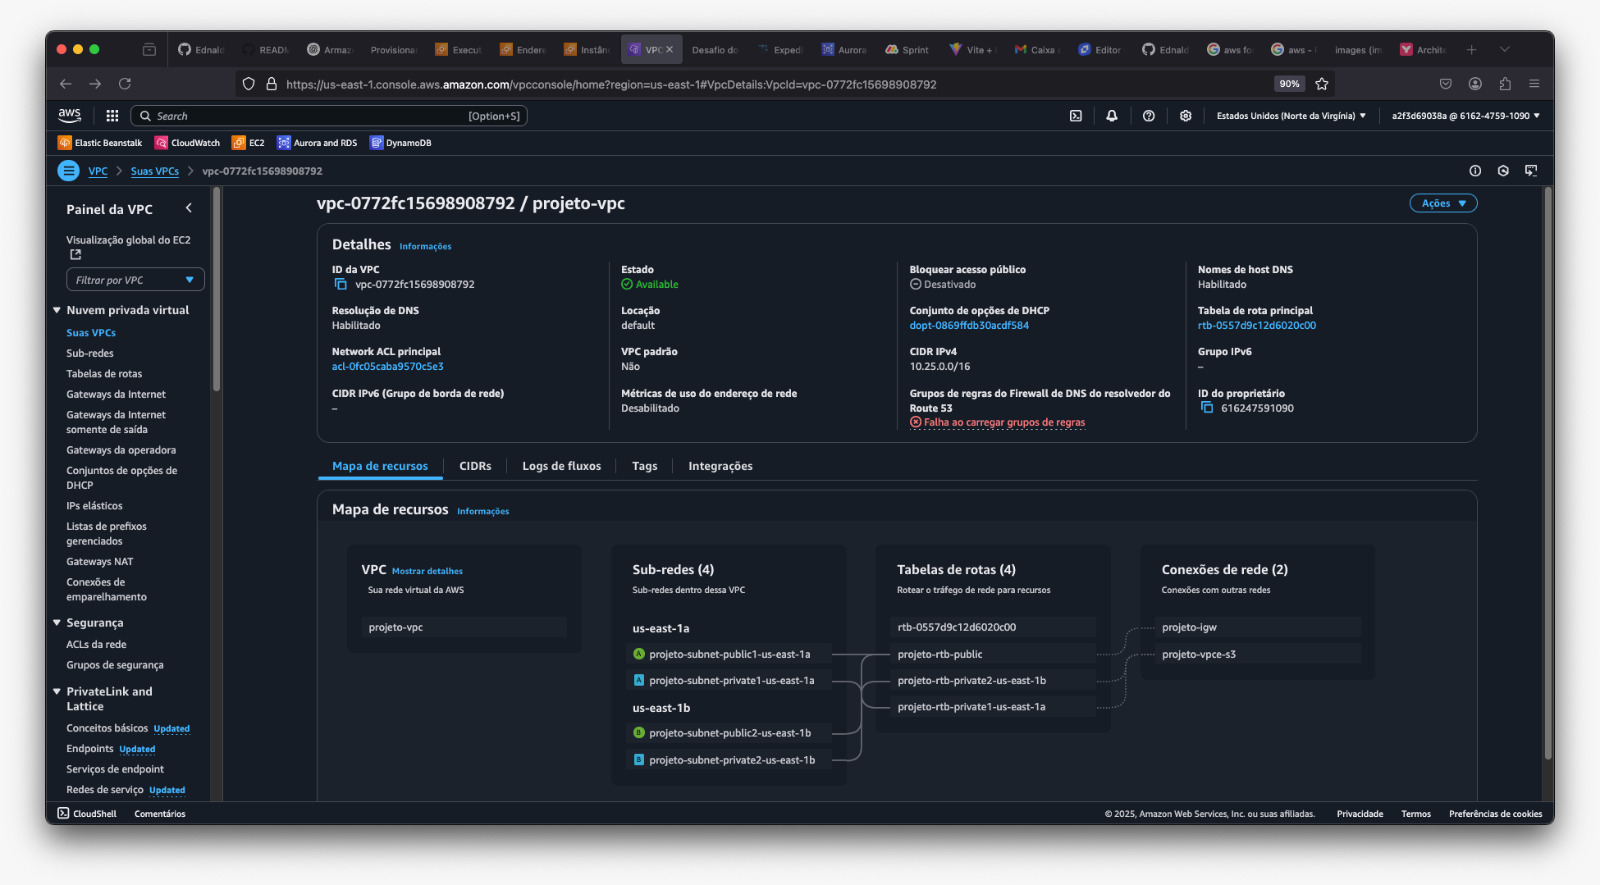 Ednald
READM
Armaz
Provisiona
Execut
Endere
Instân
VPC
Desafio do
Expedi
Aurora
Sprint
Vite +
Caixa
Editor
Ednald
aws fo
aws -
images (im
Archite
https://us-east-1.console.aws.amazon.com/vpcconsole/home?region=us-east-1#VpcDetails:VpcId=vpc-0772fc15698908792
90%
aws
Search
[Option+S]
Estados Unidos (Norte da Virgínia)
a2f3d69038a @ 6162-4759-1090
Elastic Beanstalk
CloudWatch
EC2
Aurora and RDS
DynamoDB
VPC > Suas VPCs > vpc-0772fc15698908792
Painel da VPC
Visualização global do EC2
Filtrar por VPC
Nuvem privada virtual
Suas VPCs
Sub-redes
Tabelas de rotas
Gateways da Internet
Gateways da Internet
somente de saída
Gateways da operadora
Conjuntos de opções de
DHCP
IPs elásticos
Listas de prefixos
gerenciados
Gateways NAT
Conexões de
emparelhamento
Segurança
ACLs da rede
Grupos de segurança
PrivateLink and
Lattice
Conceitos básicos Updated
Endpoints Updated
Serviços de endpoint
Redes de serviço Updated
vpc-0772fc15698908792 / projeto-vpc
Ações
Detalhes Informações
ID da VPC
vpc-0772fc15698908792
Estado
Available
Bloquear acesso público
Desativado
Nomes de host DNS
Habilitado
Resolução de DNS
Habilitado
Locação
default
Conjunto de opções de DHCP
dopt-0869ffdb30acdf584
Tabela de rota principal
rtb-0557d9c12d6020c00
Network ACL principal
acl-0fc05caba9570c5e3
VPC padrão
Não
CIDR IPv4
10.25.0.0/16
Grupo IPv6
–
CIDR IPv6 (Grupo de borda de rede)
–
Métricas de uso do endereço de rede
Desabilitado
Grupos de regras do Firewall de DNS do resolvedor do
Route 53
Falha ao carregar grupos de regras
ID do proprietário
616247591090
Mapa de recursos
CIDRs
Logs de fluxos
Tags
Integrações
Mapa de recursos Informações
VPC Mostrar detalhes
Sua rede virtual da AWS
projeto-vpc
Sub-redes (4)
Sub-redes dentro dessa VPC
us-east-1a
A projeto-subnet-public1-us-east-1a
A projeto-subnet-private1-us-east-1a
us-east-1b
B projeto-subnet-public2-us-east-1b
B projeto-subnet-private2-us-east-1b
Tabelas de rotas (4)
Rotear o tráfego de rede para recursos
rtb-0557d9c12d6020c00
projeto-rtb-public
projeto-rtb-private2-us-east-1b
projeto-rtb-private1-us-east-1a
Conexões de rede (2)
Conexões com outras redes
projeto-igw
projeto-vpce-s3
CloudShell
Comentários
© 2025, Amazon Web Services, Inc. ou suas afiliadas.
Privacidade
Termos
Preferências de cookies